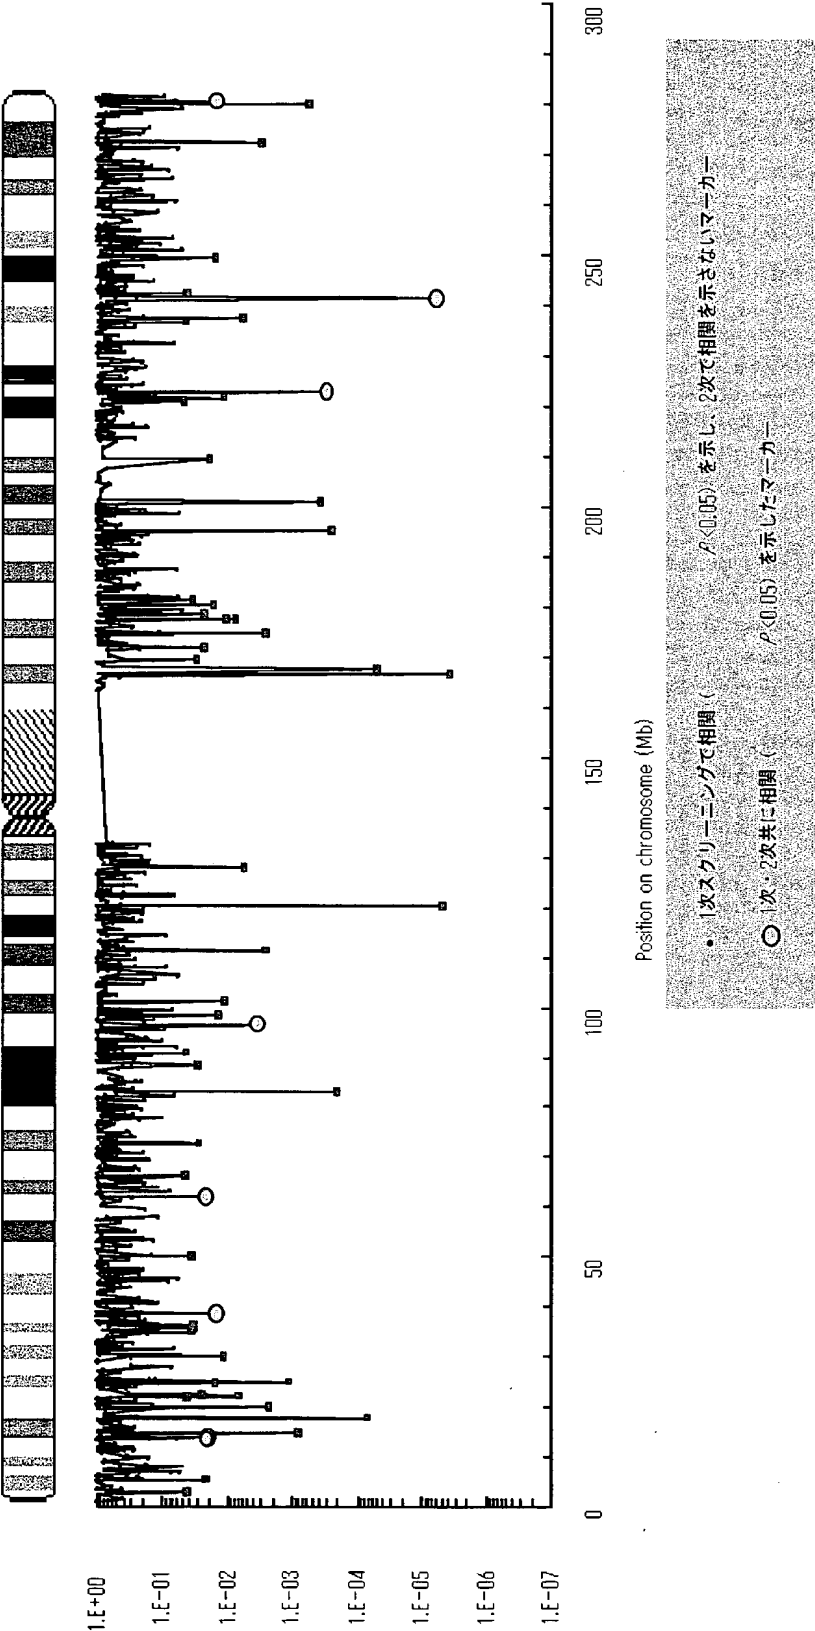 1.E+00
1.E-01
1.E-02
1.E-03
1.E-04
1.E-05
1.E-06
1.E-07
0
50
100
150
200
250
300
Position on chromosome (Mb)
• 1次スクリーニングで相関 ( P<0.05) を示し、2次で相関を示さないマーカー
○ 1次・2次共に相関 ( P<0.05) を示したマーカー